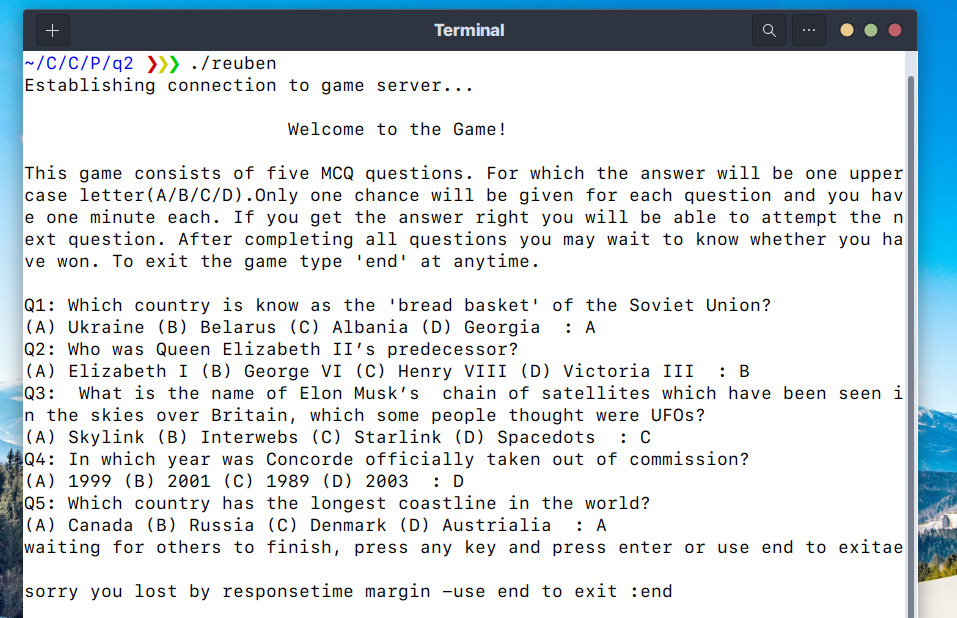 Terminal
~/C/C/P/q2 ❯❯❯ ./reuben
Establishing connection to game server...
Welcome to the Game!
This game consists of five MCQ questions. For which the answer will be one upper
case letter(A/B/C/D).Only one chance will be given for each question and you hav
e one minute each. If you get the answer right you will be able to attempt the n
ext question. After completing all questions you may wait to know whether you ha
ve won. To exit the game type 'end' at anytime.
Q1: Which country is know as the 'bread basket' of the Soviet Union?
(A) Ukraine (B) Belarus (C) Albania (D) Georgia  : A
Q2: Who was Queen Elizabeth II’s predecessor?
(A) Elizabeth I (B) George VI (C) Henry VIII (D) Victoria III  : B
Q3:  What is the name of Elon Musk’s  chain of satellites which have been seen i
n the skies over Britain, which some people thought were UFOs?
(A) Skylink (B) Interwebs (C) Starlink (D) Spacedots  : C
Q4: In which year was Concorde officially taken out of commission?
(A) 1999 (B) 2001 (C) 1989 (D) 2003  : D
Q5: Which country has the longest coastline in the world?
(A) Canada (B) Russia (C) Denmark (D) Austrialia  : A
waiting for others to finish, press any key and press enter or use end to exitae
sorry you lost by responsetime margin –use end to exit :end